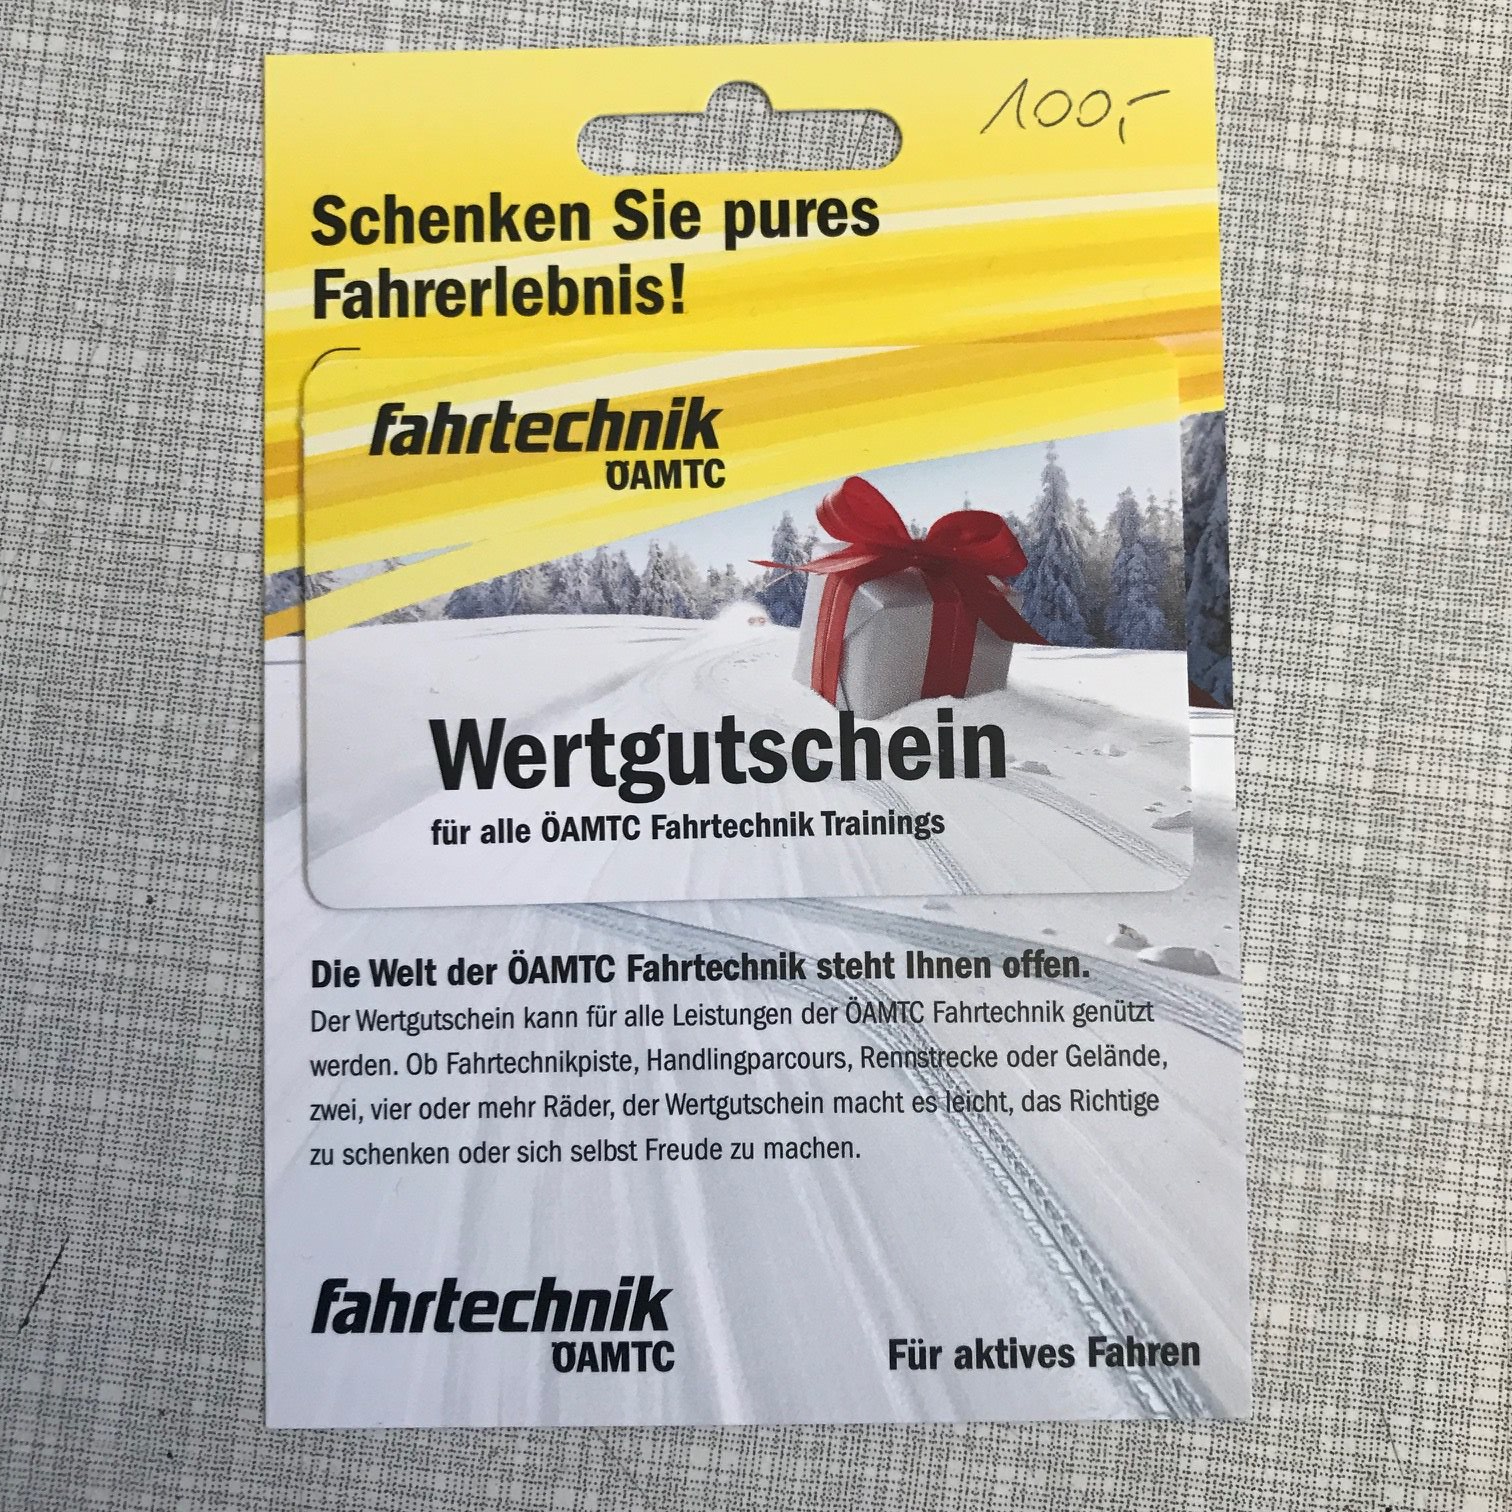 100,-
Schenken Sie pures
Fahrerlebnis!
fahrtechnik
ÖAMTC
Wertgutschein
für alle ÖAMTC Fahrtechnik Trainings
Die Welt der ÖAMTC Fahrtechnik steht Ihnen offen.
Der Wertgutschein kann für alle Leistungen der ÖAMTC Fahrtechnik genützt
werden. Ob Fahrtechnikpiste, Handlingparcours, Rennstrecke oder Gelände,
zwei, vier oder mehr Räder, der Wertgutschein macht es leicht, das Richtige
zu schenken oder sich selbst Freude zu machen.
fahrtechnik
ÖAMTC
Für aktives Fahren